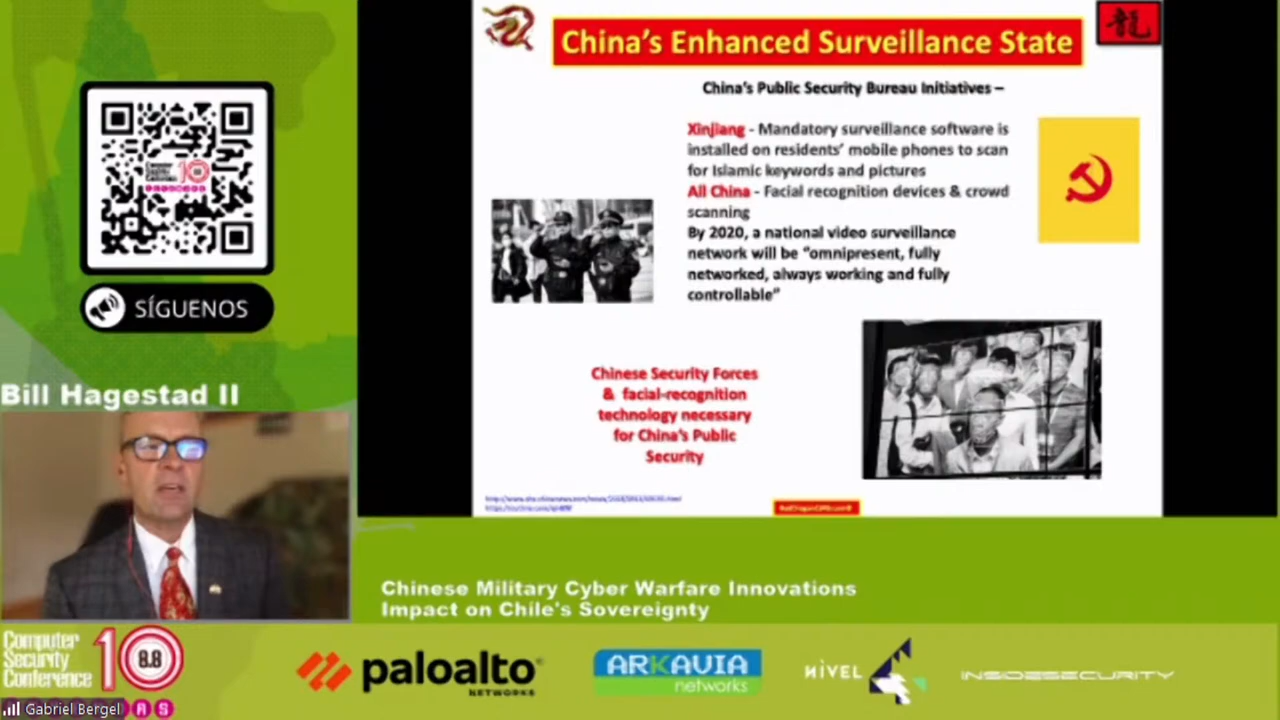 China's Enhanced Surveillance State
龍
China's Public Security Bureau Initiatives –
Xinjiang - Mandatory surveillance software is
installed on residents' mobile phones to scan
for Islamic keywords and pictures
All China - Facial recognition devices & crowd
scanning
By 2020, a national video surveillance
network will be "omnipresent, fully
networked, always working and fully
controllable"
Chinese Security Forces
& facial-recognition
technology necessary
for China's Public
Security
SÍGUENOS
Bill Hagestad II
Chinese Military Cyber Warfare Innovations
Impact on Chile's Sovereignty
Computer
Security
Conference
10
8.8
paloalto
NETWORKS
ARKAVIA
networks
NIVEL
INSIDESECURITY
Gabriel Bergel